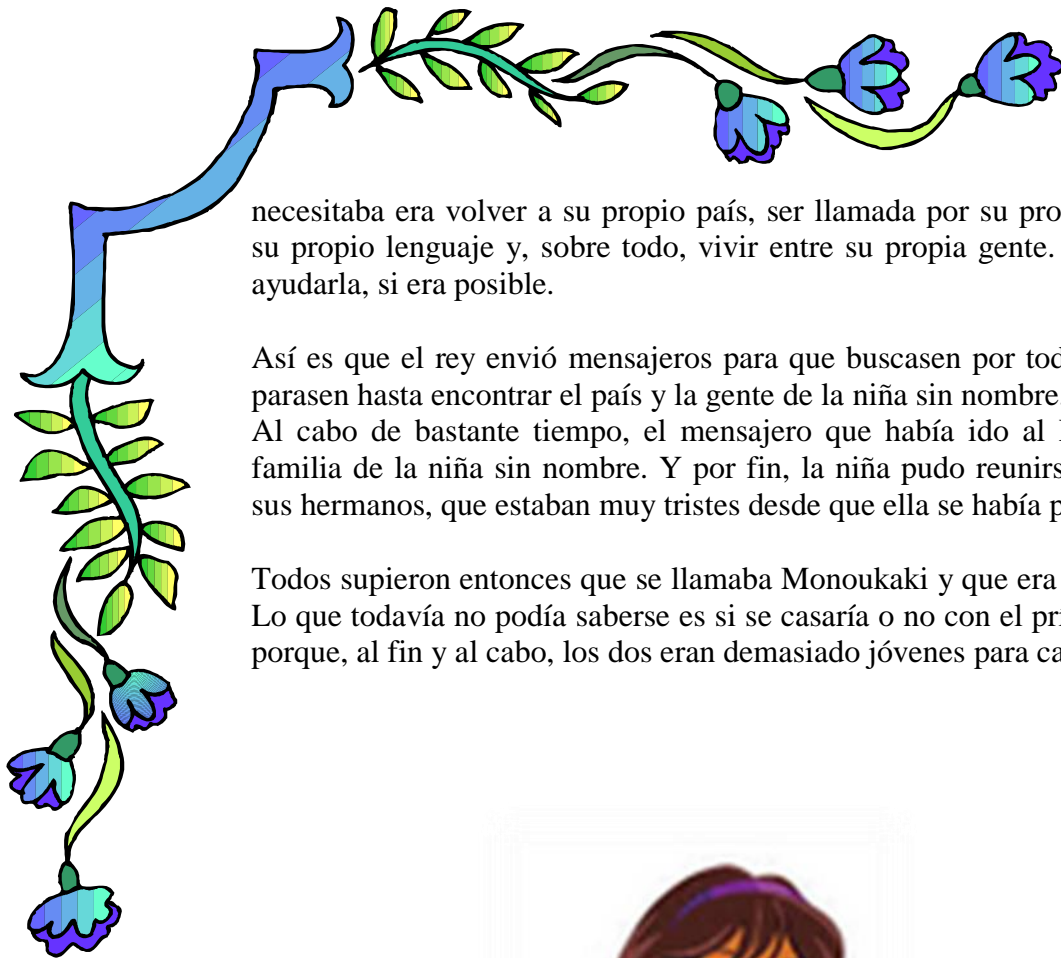 necesitaba era volver a su propio país, ser llamada por su pro
su propio lenguaje y, sobre todo, vivir entre su propia gente.
ayudarla, si era posible.
Así es que el rey envió mensajeros para que buscasen por tod
parasen hasta encontrar el país y la gente de la niña sin nombre
Al cabo de bastante tiempo, el mensajero que había ido al
familia de la niña sin nombre. Y por fin, la niña pudo reunirs
sus hermanos, que estaban muy tristes desde que ella se había p
Todos supieron entonces que se llamaba Monoukaki y que era
Lo que todavía no podía saberse es si se casaría o no con el pri
porque, al fin y al cabo, los dos eran demasiado jóvenes para ca